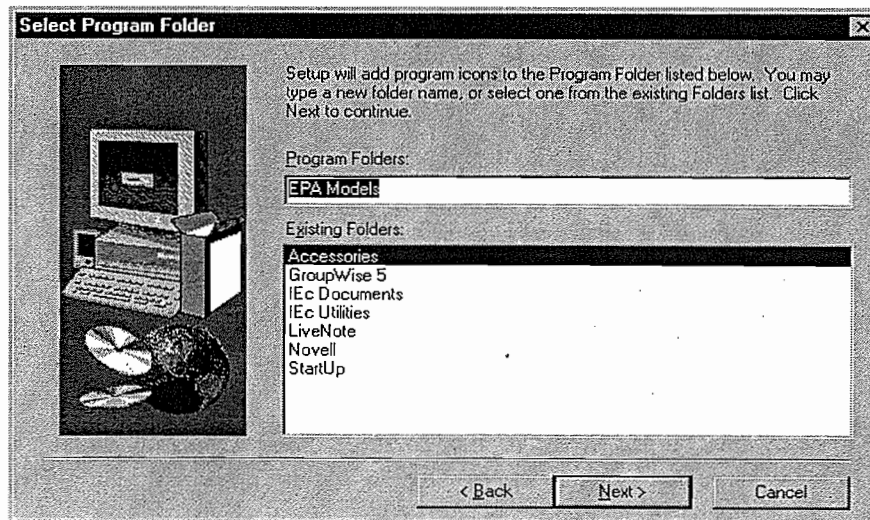 Select Program Folder
Setup will add program icons to the Program Folder listed below. You may
type a new folder name, or select one from the existing Folders list. Click
Next to continue.
Program Folders:
EPA Models
Existing Folders:
Accessories
GroupWise 5
IEc Documents
IEc Utilities
LiveNote
Novell
StartUp
< Back
Next >
Cancel